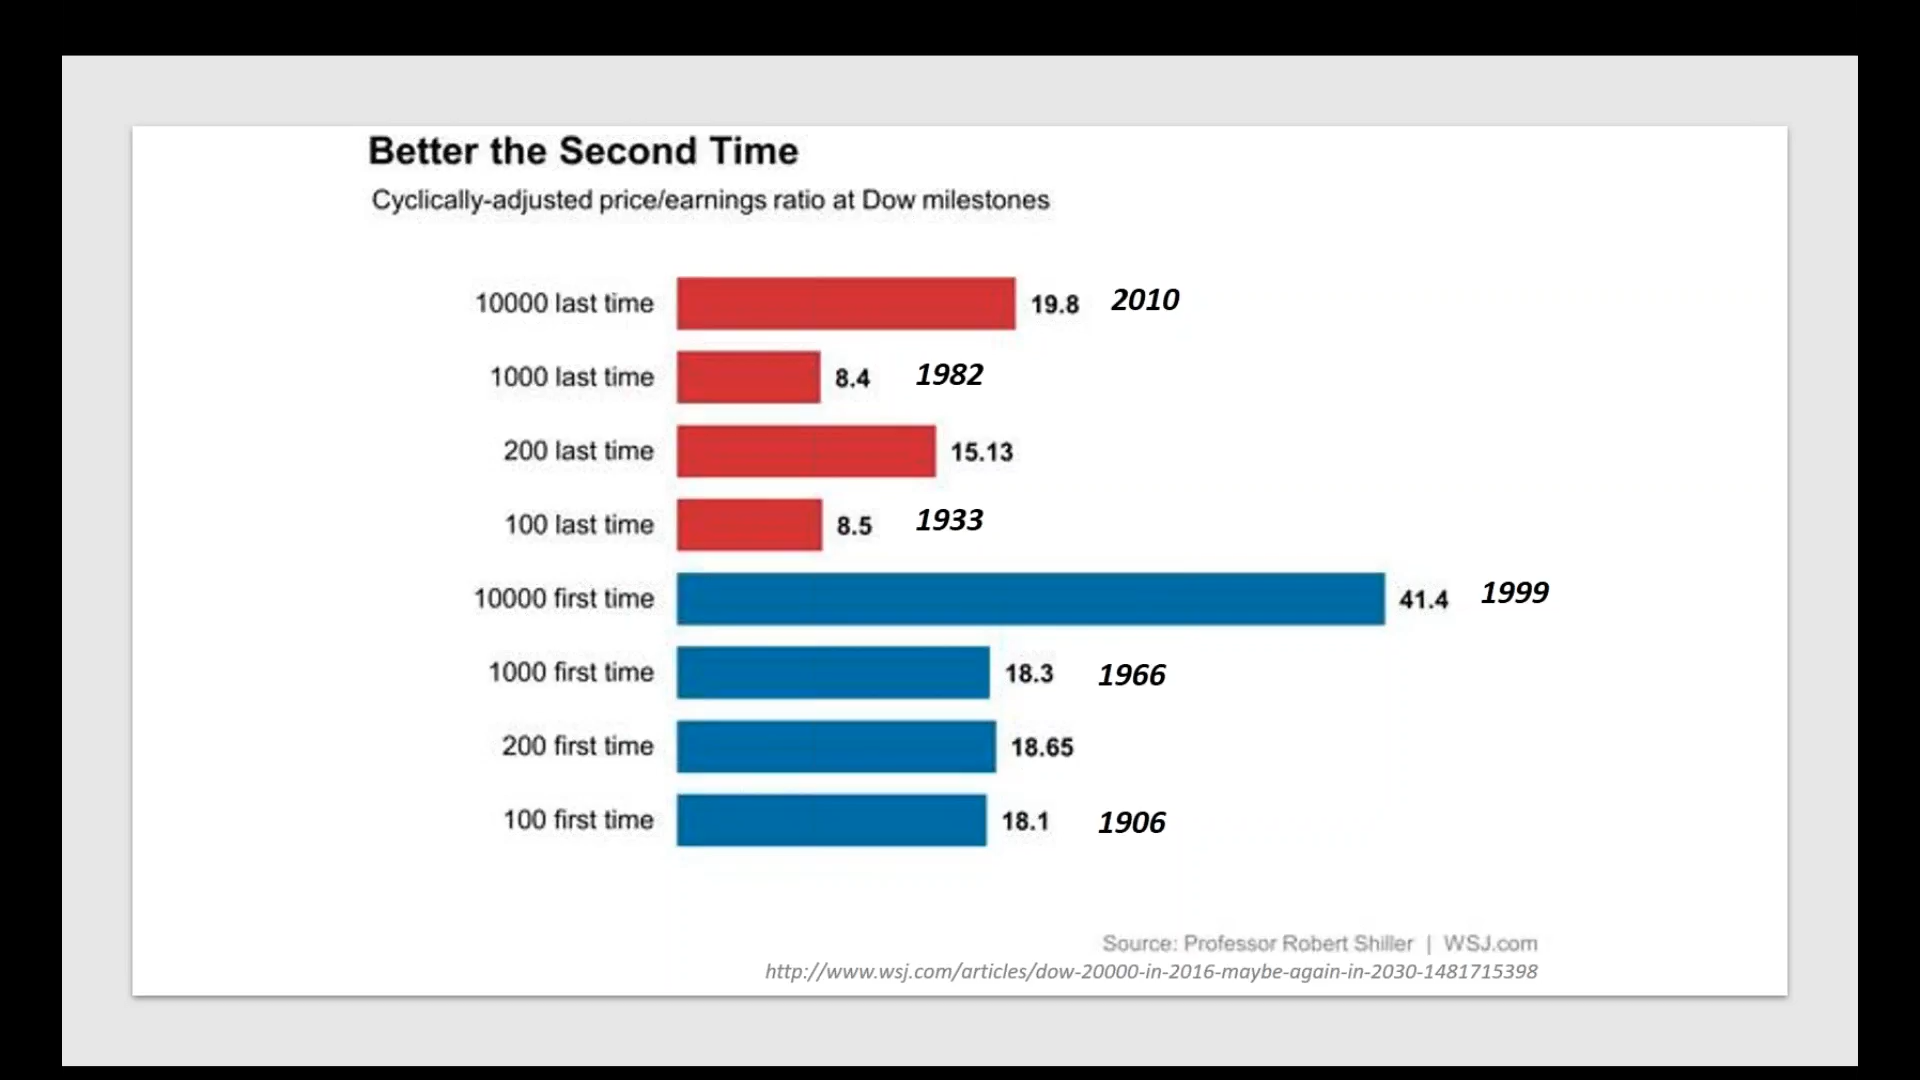 Better the Second Time
Cyclically-adjusted price/earnings ratio at Dow milestones
10000 last time 19.8 2010
1000 last time 8.4 1982
200 last time 15.13
100 last time 8.5 1933
10000 first time 41.4 1999
1000 first time 18.3 1966
200 first time 18.65
100 first time 18.1 1906
Source: Professor Robert Shiller | WSJ.com
http://www.wsj.com/articles/dow-20000-in-2016-maybe-again-in-2030-1481715398